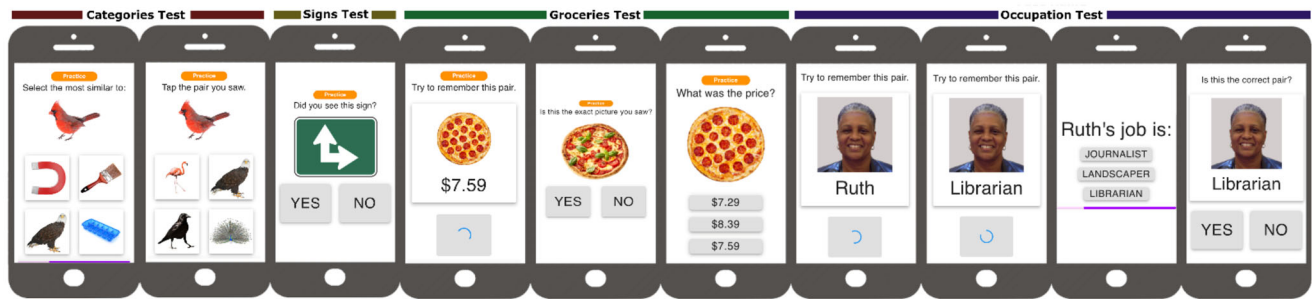 Categories Test
Signs Test
Groceries Test
Occupation Test
Practice
Select the most similar to:
Practice
Tap the pair you saw.
Practice
Did you see this sign?
YES
NO
Practice
Try to remember this pair.
$7.59
Practice
Is this the exact picture you saw?
YES
NO
Practice
What was the price?
$7.29
$8.39
$7.59
Try to remember this pair.
Ruth
Try to remember this pair.
Librarian
Ruth's job is:
JOURNALIST
LANDSCAPER
LIBRARIAN
Is this the correct pair?
Librarian
YES
NO